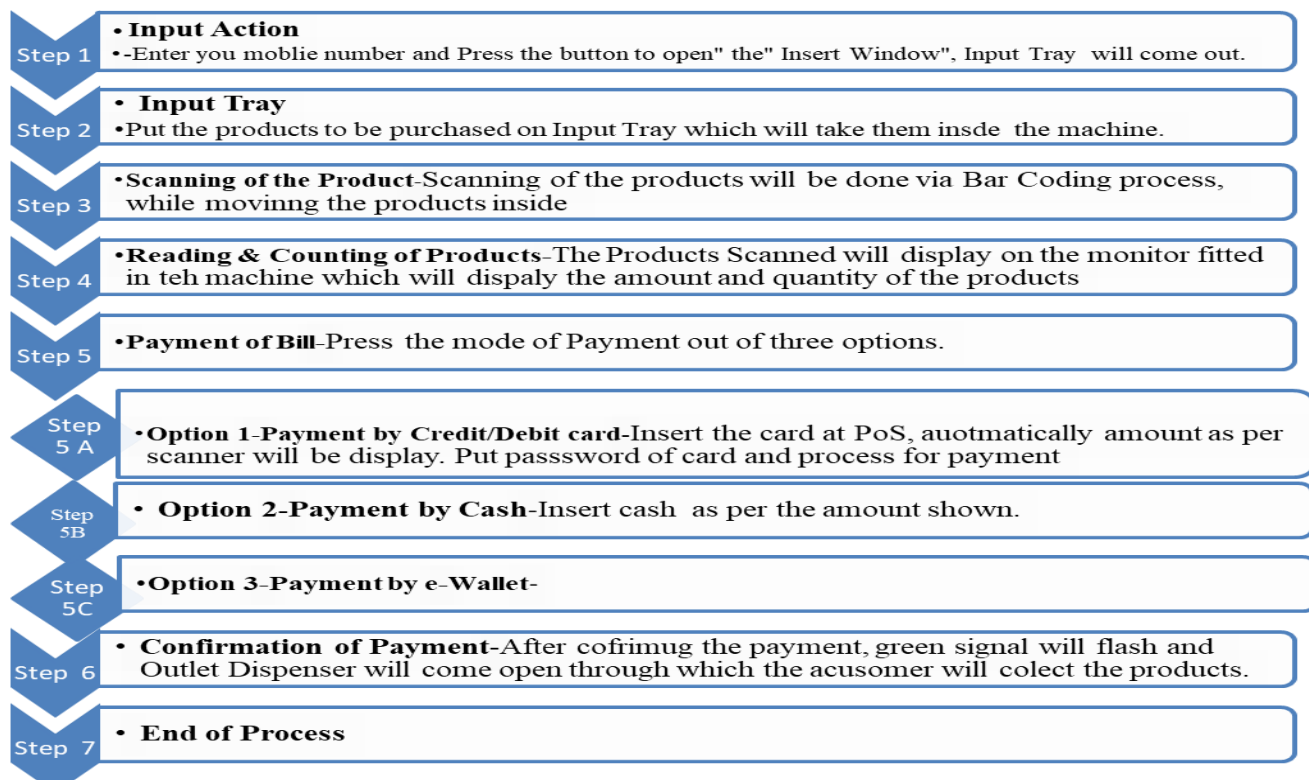 Step 1
• Input Action
•-Enter you moblie number and Press the button to open" the" Insert Window", Input Tray will come out.
Step 2
• Input Tray
•Put the products to be purchased on Input Tray which will take them insde the machine.
Step 3
•Scanning of the Product-Scanning of the products will be done via Bar Coding process,
while movinng the products inside
Step 4
•Reading & Counting of Products-The Products Scanned will display on the monitor fitted
in teh machine which will dispaly the amount and quantity of the products
Step 5
•Payment of Bill-Press the mode of Payment out of three options.
Step
5 A
•Option 1-Payment by Credit/Debit card-Insert the card at PoS, auotmatically amount as per
scanner will be display. Put passsword of card and process for payment
Step
5B
• Option 2-Payment by Cash-Insert cash as per the amount shown.
Step
5C
•Option 3-Payment by e-Wallet-
Step 6
• Confirmation of Payment-After cofrimug the payment, green signal will flash and
Outlet Dispenser will come open through which the acusomer will colect the products.
Step 7
• End of Process